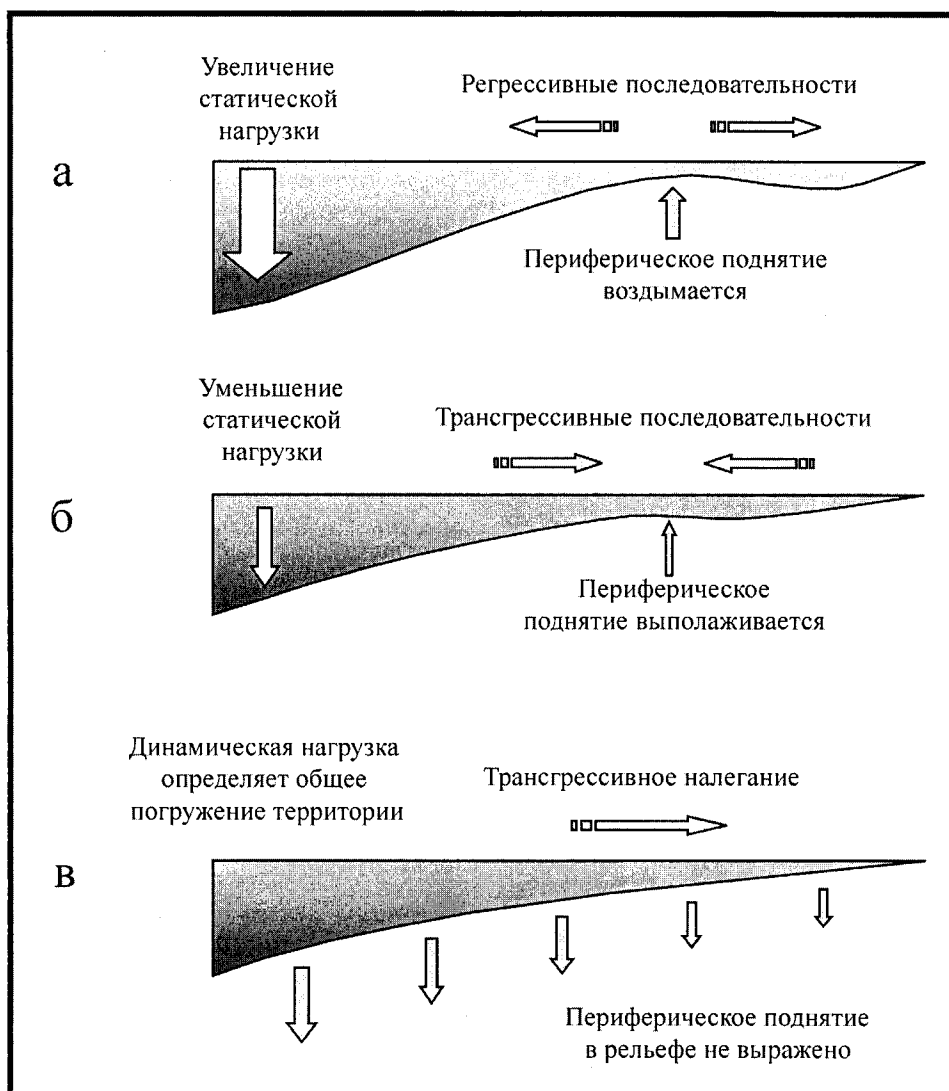 Увеличение
статической
нагрузки
Регрессивные последовательности
а
Периферическое поднятие
воздымается
Уменьшение
статической
нагрузки
Трансгрессивные последовательности
б
Периферическое
поднятие выполаживается
Динамическая нагрузка
определяет общее
погружение территории
Трансгрессивное налегание
в
Периферическое поднятие
в рельефе не выражено